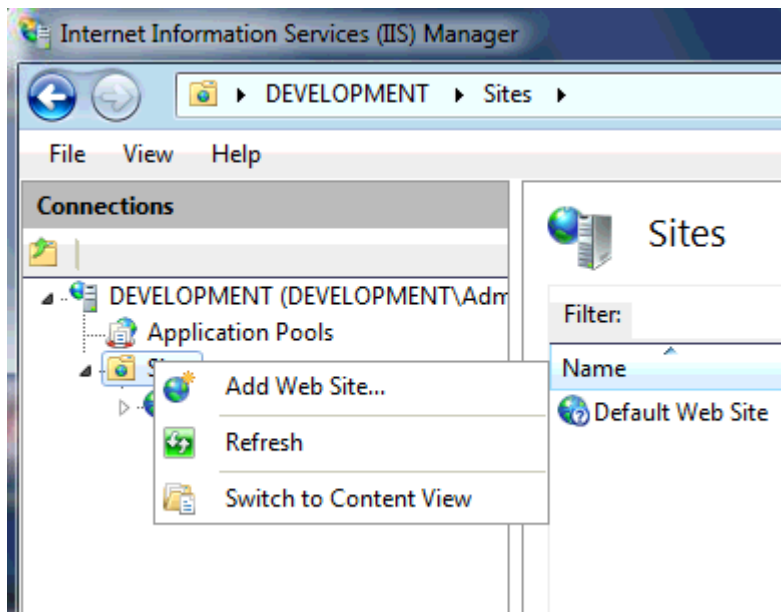 Internet Information Services (IIS) Manager
DEVELOPMENT Sites
File View Help
Connections
Sites
DEVELOPMENT (DEVELOPMENT\Adm
Filter:
Application Pools
Name
Add Web Site...
Default Web Site
Refresh
Switch to Content View